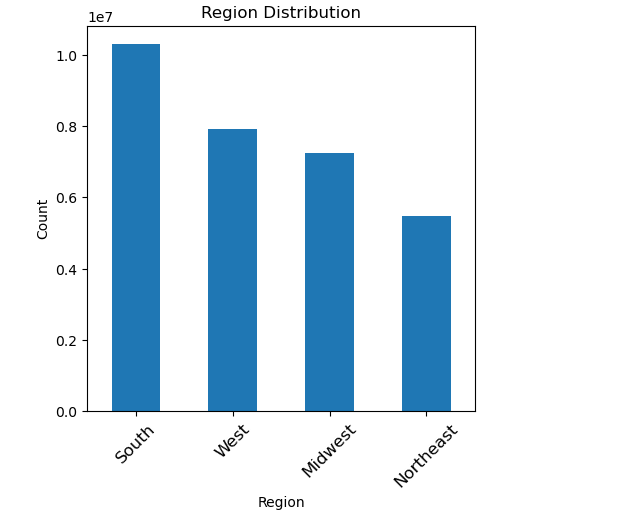 Region Distribution
1e7
1.0
0.8
0.6
0.4
0.2
0.0
Count
South
West
Midwest
Northeast
Region